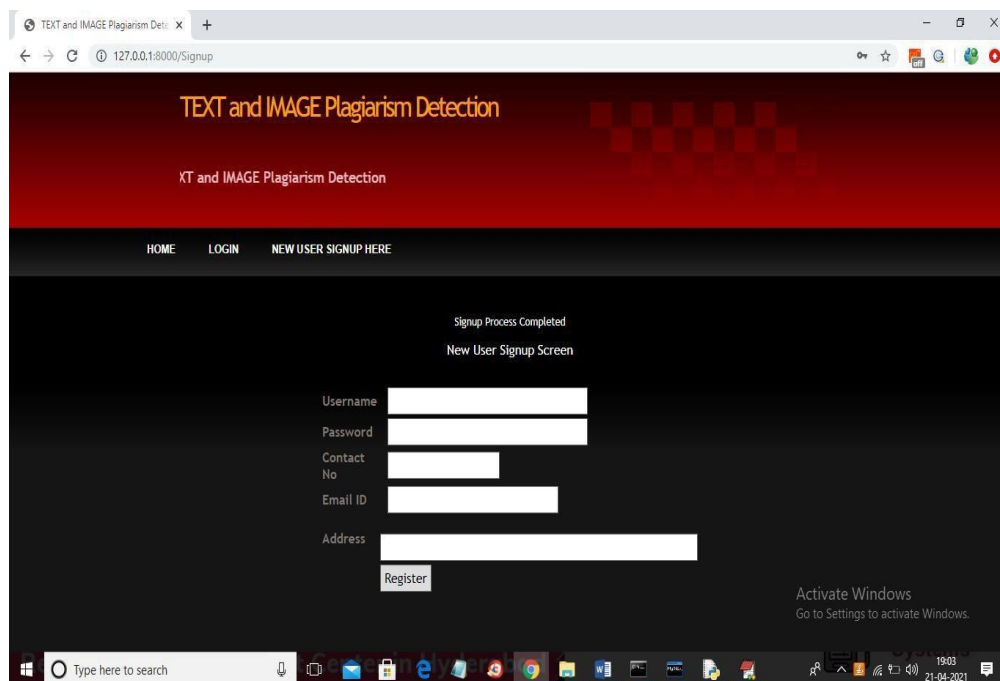 TEXT and IMAGE Plagiarism Dete
127.0.0.1:8000/Signup
off
TEXT and IMAGE Plagiarism Detection
XT and IMAGE Plagiarism Detection
HOME LOGIN NEW USER SIGNUP HERE
Signup Process Completed
New User Signup Screen
Username
Password
Contact
No
Email ID
Address
Register
Activate Windows
Go to Settings to activate Windows.
Systems
Type here to search
19:03
21-04-2021